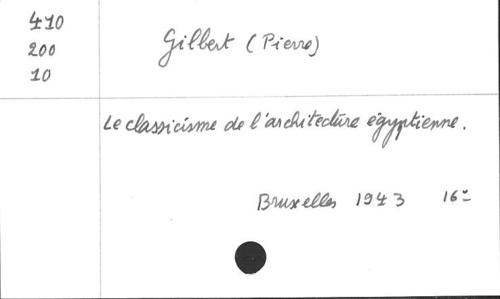 410
200
10
Gilbert (Pierre)
Le classicisme de l'architecture égyptienne.
Bruxelles 1943 16°